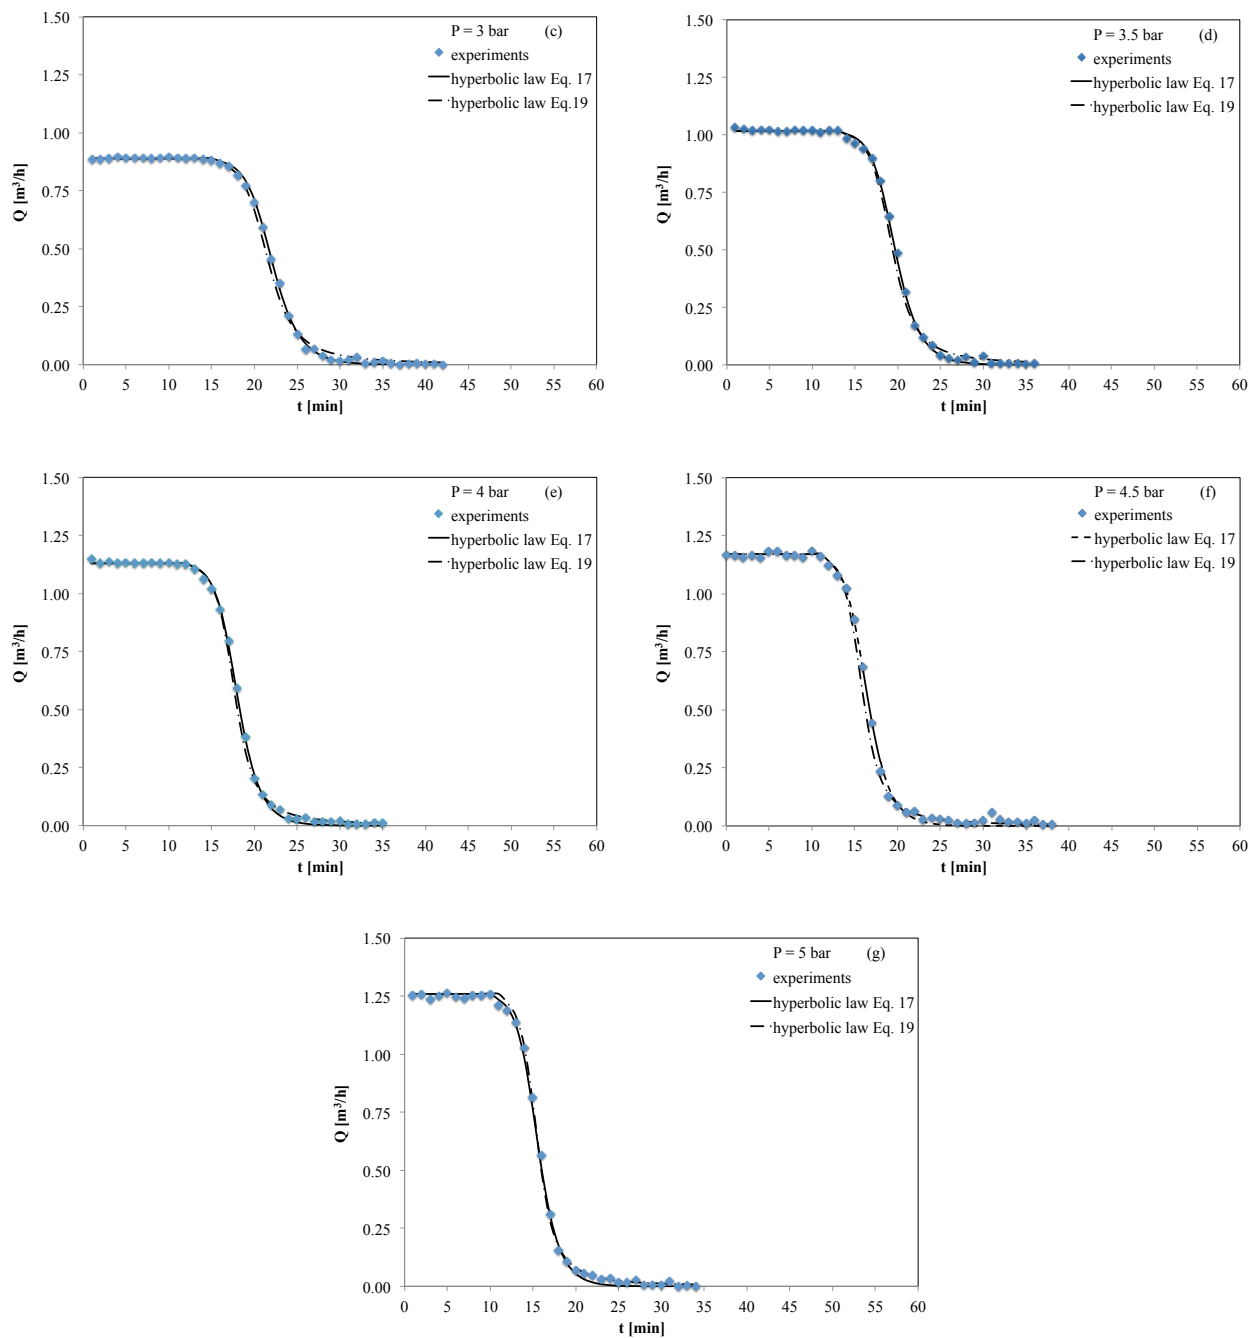 P = 3 bar (c)
experiments
hyperbolic law Eq. 17
hyperbolic law Eq.19
1.50
1.25
1.00
0.75
0.50
0.25
0.00
Q [m³/h]
0 5 10 15 20 25 30 35 40 45 50 55 60
t [min]
P = 3.5 bar (d)
experiments
hyperbolic law Eq. 17
hyperbolic law Eq. 19
1.50
1.25
1.00
0.75
0.50
0.25
0.00
Q [m³/h]
0 5 10 15 20 25 30 35 40 45 50 55 60
t [min]
P = 4 bar (e)
experiments
hyperbolic law Eq. 17
hyperbolic law Eq. 19
1.50
1.25
1.00
0.75
0.50
0.25
0.00
Q [m³/h]
0 5 10 15 20 25 30 35 40 45 50 55 60
t [min]
P = 4.5 bar (f)
experiments
hyperbolic law Eq. 17
hyperbolic law Eq. 19
1.50
1.25
1.00
0.75
0.50
0.25
0.00
Q [m³/h]
0 5 10 15 20 25 30 35 40 45 50 55 60
t [min]
P = 5 bar (g)
experiments
hyperbolic law Eq. 17
hyperbolic law Eq. 19
1.50
1.25
1.00
0.75
0.50
0.25
0.00
Q [m³/h]
0 5 10 15 20 25 30 35 40 45 50 55 60
t [min]